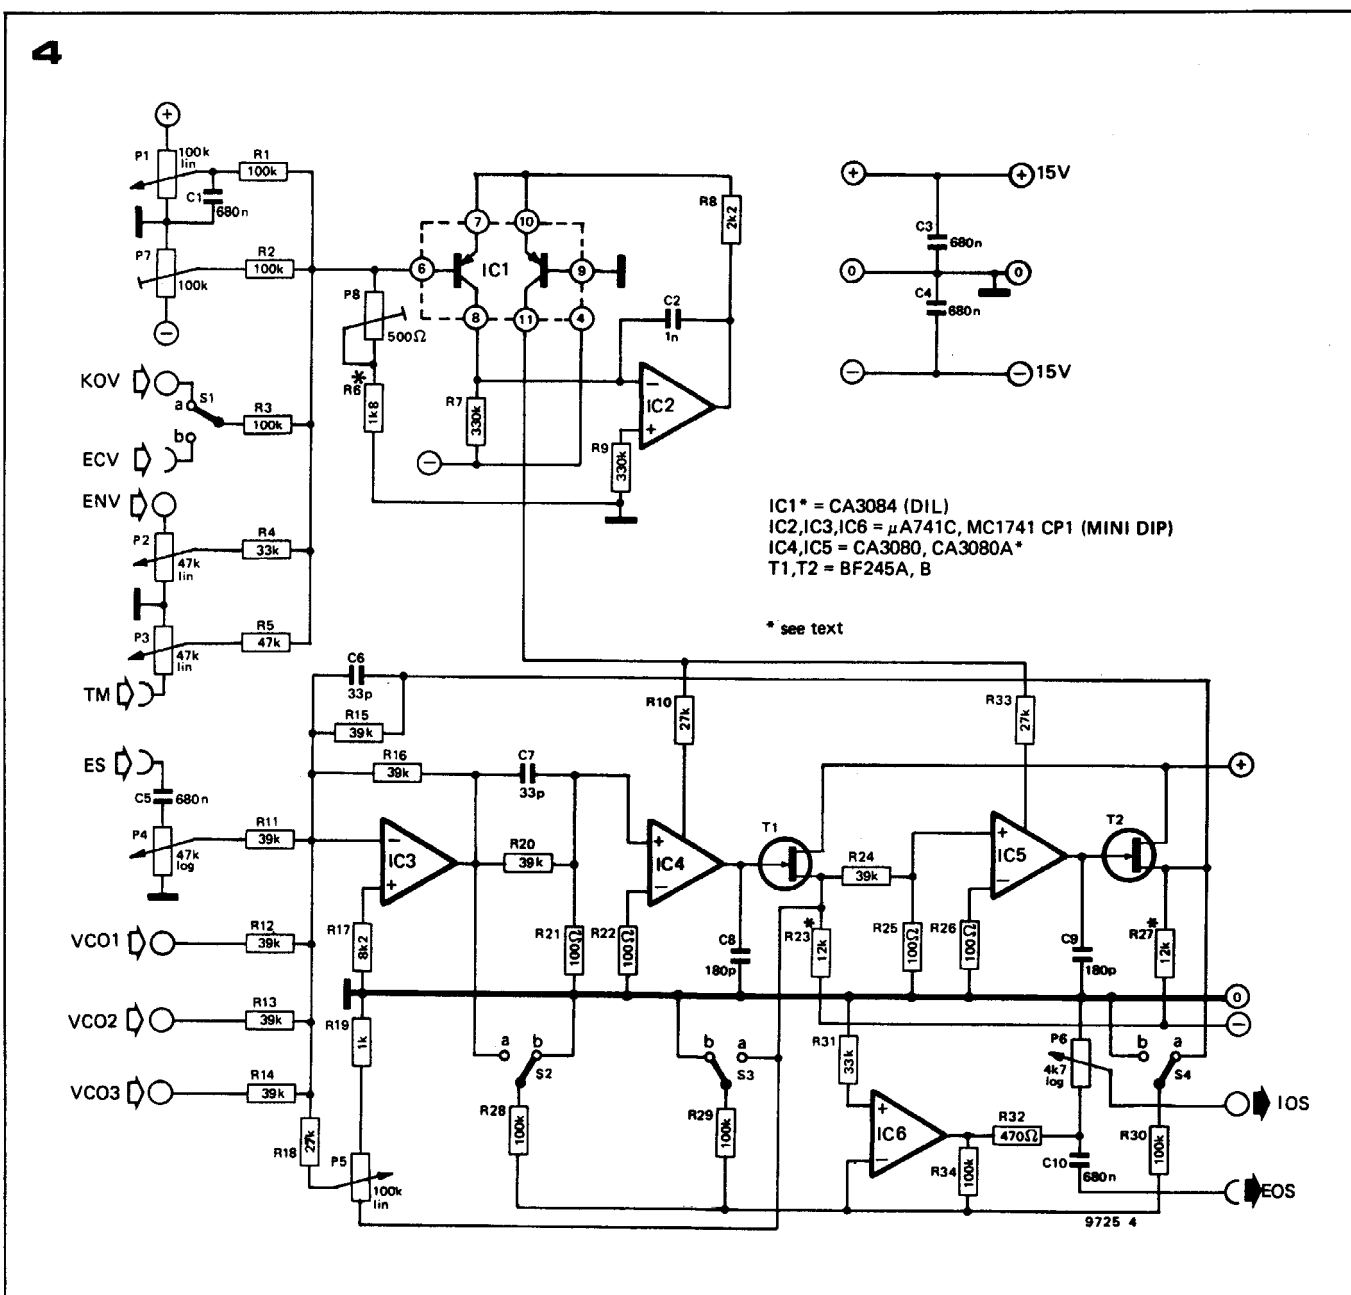 4
+
P1
100k
lin
R1
100k
C1
680n
P7
100k
R2
100k
−
KOV
a
S1
b
R3
100k
ECV
ENV
P2
47k
lin
R4
33k
P3
47k
lin
R5
47k
TM
ES
C5
680n
P4
47k
log
R11
39k
VCO1
R12
39k
VCO2
R13
39k
VCO3
R14
39k
R18
27k
P5
100k
lin
R19
1k
R17
8k2
7
10
6
IC1
9
8
11
4
P8
500Ω
*
R6
1k8
R7
330k
−
C2
1n
R8
2k2
−
IC2
+
R9
330k
+
+
15V
C3
680n
0
0
C4
680n
−
−
15V
IC1* = CA3084 (DIL)
IC2,IC3,IC6 = μA741C, MC1741 CP1 (MINI DIP)
IC4,IC5 = CA3080, CA3080A*
T1,T2 = BF245A, B
* see text
C6
33p
R15
39k
R16
39k
C7
33p
R10
27k
R33
27k
−
IC3
+
R20
39k
+
IC4
−
T1
R24
39k
+
IC5
−
T2
+
R21
100Ω
R22
100Ω
C8
180p
*
R23
12k
R25
100Ω
R26
100Ω
C9
180p
*
R27
12k
0
−
a
b
S2
R28
100k
b
a
S3
R29
100k
R31
33k
+
IC6
−
R32
470Ω
R34
100k
P6
4k7
log
C10
680n
b
a
S4
R30
100k
IOS
EOS
9725 4